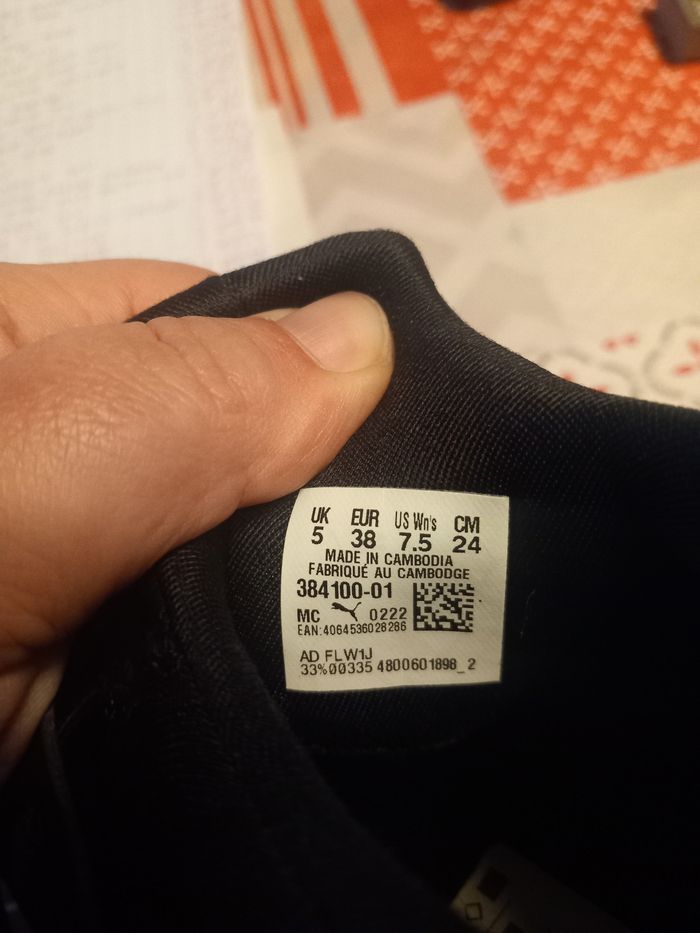 UK EUR US Wn's CM
5 38 7.5 24
MADE IN CAMBODIA
FABRIQUÉ AU CAMBODGE
384100-01
MC 0222
EAN:4064536028286
AD FLW1J
33%00335 4800601898_2